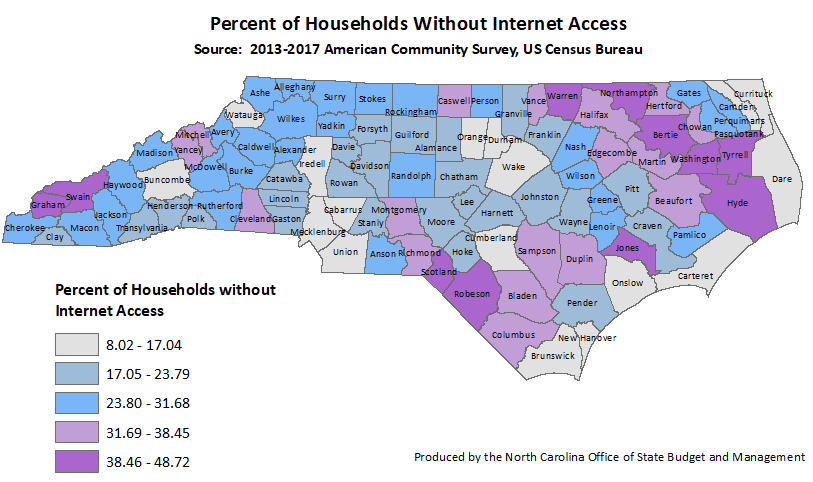 Percent of Households Without Internet Access
Source: 2013-2017 American Community Survey, US Census Bureau
Ashe
Alleghany
Surry
Stokes
Rockingham
Caswell
Person
Granville
Vance
Warren
Northampton
Halifax
Hertford
Gates
Currituck
Camden
Perquimans
Pasquotank
Chowan
Watauga
Wilkes
Yadkin
Forsyth
Guilford
Alamance
Orange
Durham
Franklin
Nash
Edgecombe
Bertie
Martin
Washington
Tyrrell
Dare
Mitchell
Avery
Yancey
Madison
Caldwell
Alexander
Iredell
Davie
Davidson
Randolph
Chatham
Wake
Wilson
Pitt
Beaufort
Hyde
Haywood
Buncombe
McDowell
Burke
Catawba
Rowan
Swain
Graham
Jackson
Henderson
Rutherford
Cleveland
Lincoln
Gaston
Polk
Cherokee
Clay
Macon
Transylvania
Mecklenburg
Cabarrus
Stanly
Montgomery
Moore
Lee
Harnett
Johnston
Wayne
Greene
Lenoir
Craven
Pamlico
Jones
Carteret
Union
Anson
Richmond
Scotland
Hoke
Cumberland
Sampson
Duplin
Onslow
Robeson
Bladen
Pender
Columbus
New Hanover
Brunswick
Percent of Households without
Internet Access
8.02 - 17.04
17.05 - 23.79
23.80 - 31.68
31.69 - 38.45
38.46 - 48.72
Produced by the North Carolina Office of State Budget and Management